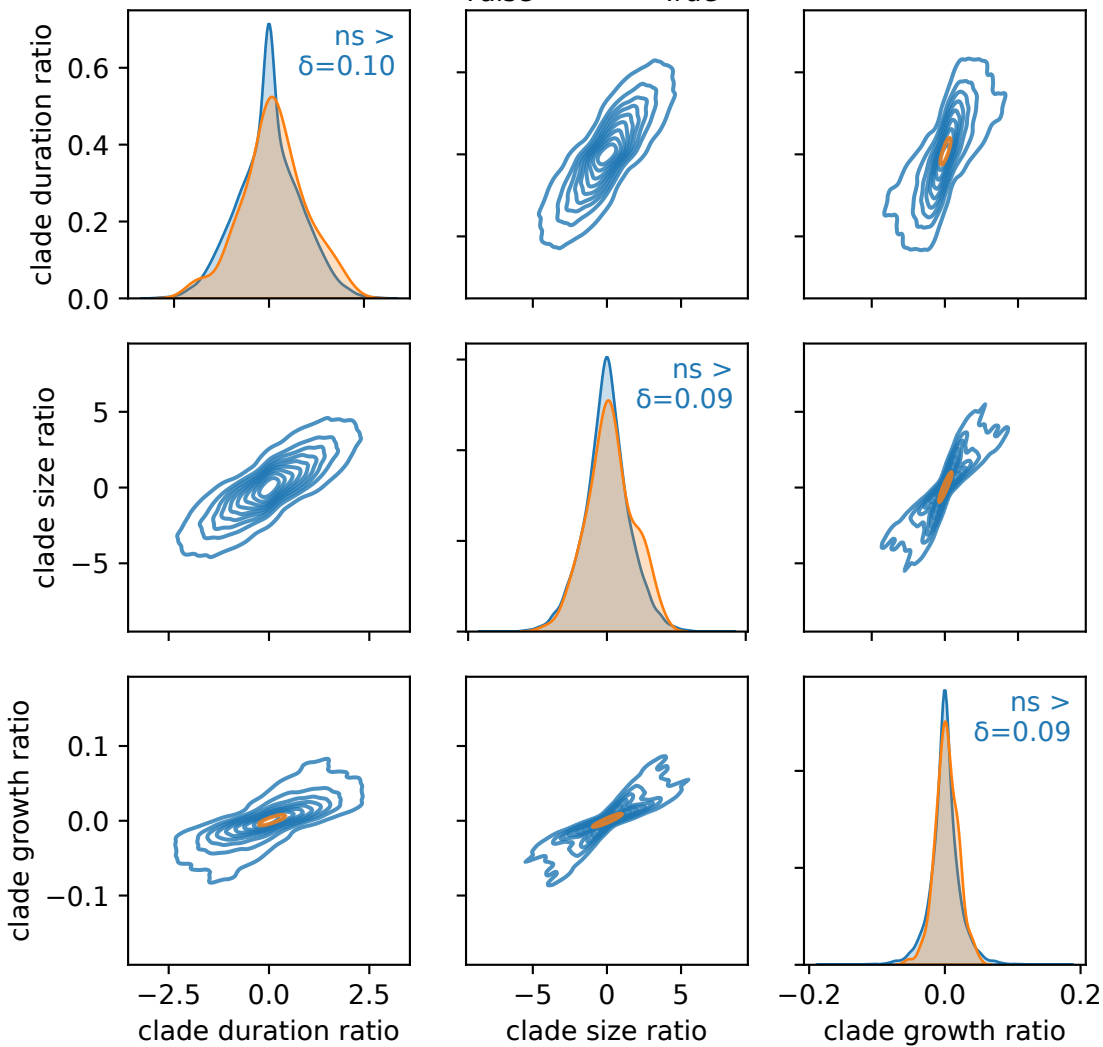 ns >
δ=0.10
clade duration ratio
0.6
0.4
0.2
0.0
ns >
δ=0.09
clade size ratio
5
0
−5
ns >
δ=0.09
clade growth ratio
0.1
0.0
−0.1
−2.5 0.0 2.5
−5 0 5
−0.2 0.0 0.2
clade duration ratio
clade size ratio
clade growth ratio